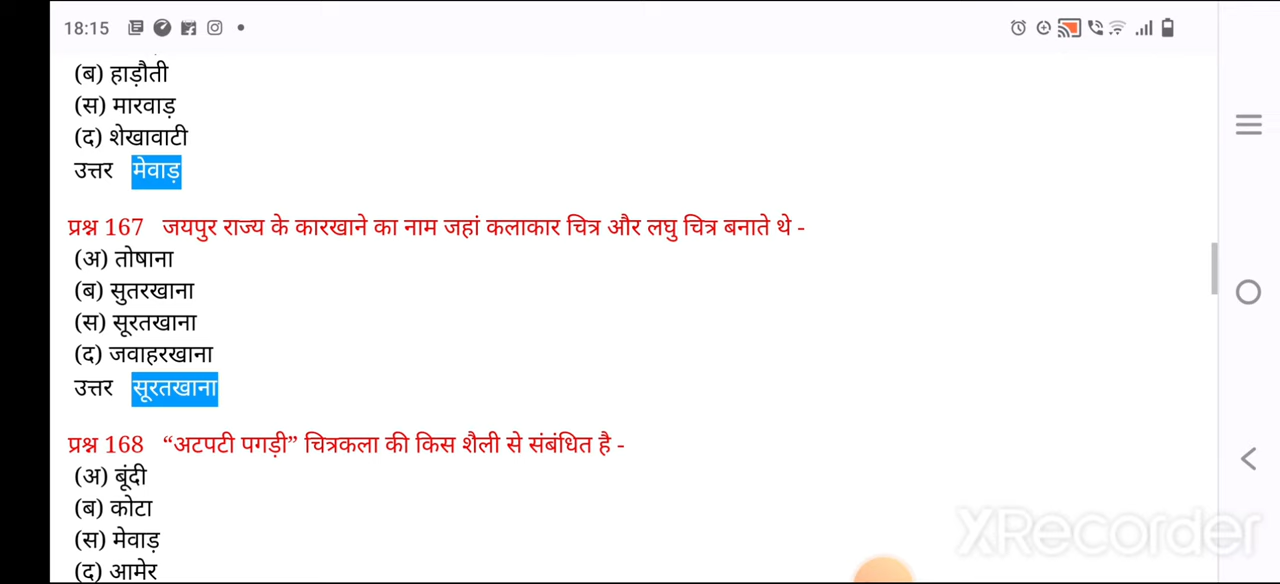 18:15
(ब) हाड़ौती
(स) मारवाड़
(द) शेखावाटी
उत्तर मेवाड़
प्रश्न 167 जयपुर राज्य के कारखाने का नाम जहां कलाकार चित्र और लघु चित्र बनाते थे -
(अ) तोषाना
(ब) सुतरखाना
(स) सूरतखाना
(द) जवाहरखाना
उत्तर सूरतखाना
प्रश्न 168 “अटपटी पगड़ी” चित्रकला की किस शैली से संबंधित है -
(अ) बूंदी
(ब) कोटा
(स) मेवाड़
(द) आमेर
XRecorder